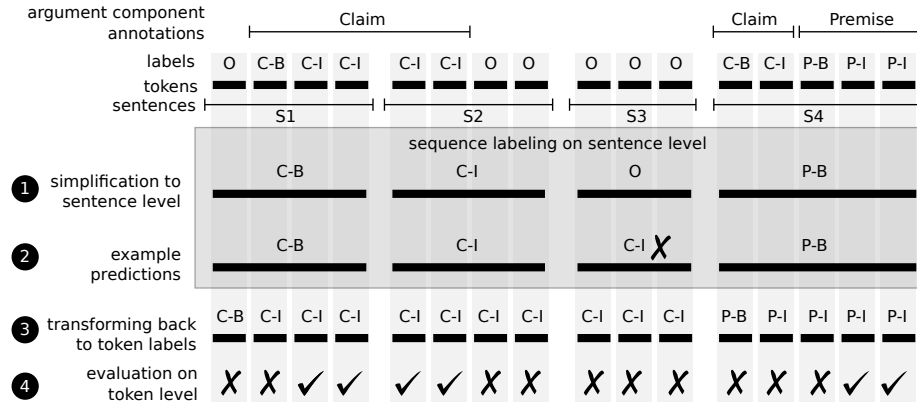 argument component annotations Claim Claim Premise
labels O C-B C-I C-I C-I C-I O O O O O C-B C-I P-B P-I P-I
tokens
sentences S1 S2 S3 S4
sequence labeling on sentence level
1 simplification to sentence level C-B C-I O P-B
2 example predictions C-B C-I C-I ✗ P-B
3 transforming back to token labels C-B C-I C-I C-I C-I C-I C-I C-I C-I C-I C-I P-B P-I P-I P-I P-I
4 evaluation on token level ✗ ✗ ✓ ✓ ✓ ✓ ✗ ✗ ✗ ✗ ✗ ✗ ✗ ✗ ✓ ✓